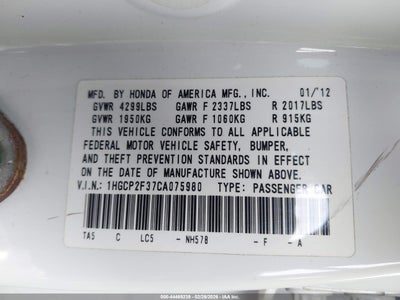 MFD. BY HONDA OF AMERICA MFG., INC. 01/12
GVWR 4299LBS GAWR F 2337LBS R 2017LBS
GVWR 1950KG GAWR F 1060KG R 915KG
THIS VEHICLE CONFORMS TO ALL APPLICABLE
FEDERAL MOTOR VEHICLE SAFETY, BUMPER,
AND THEFT PREVENTION STANDARDS IN EFFECT
ON THE DATE OF MANUFACTURE SHOWN ABOVE.
V.I.N.: 1HGCP2F37CA075980 TYPE: PASSENGER CAR
TA5 C LC5 - NH578 - F - A